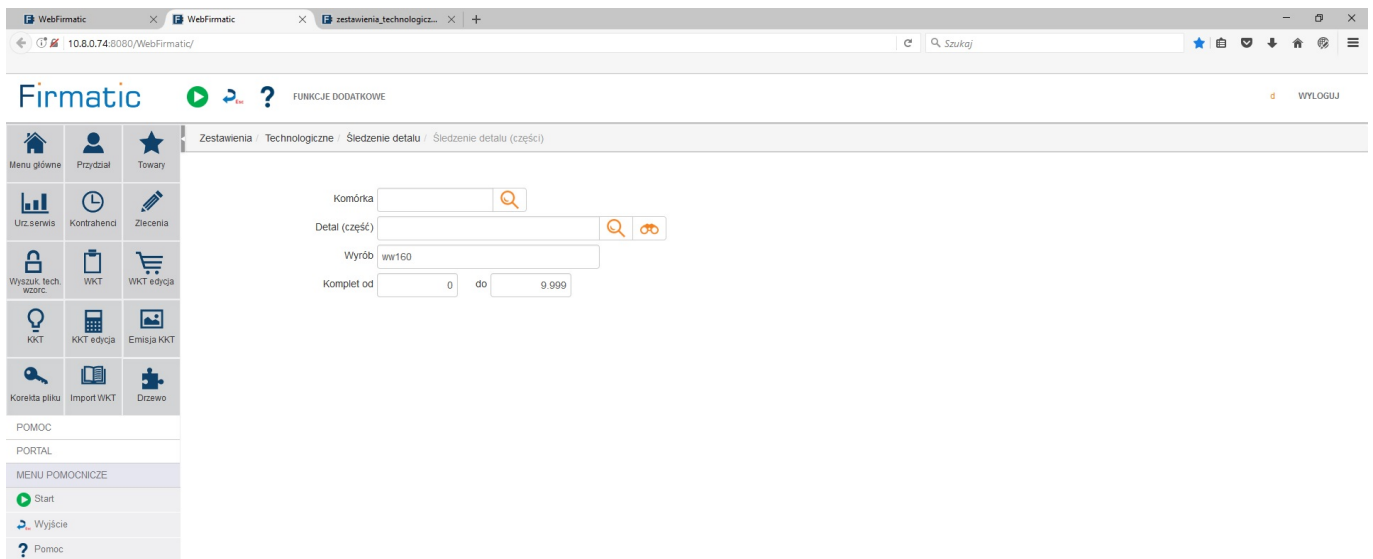 WebFirmatic
WebFirmatic
zestawienia_technologicz...
10.8.0.74:8080/WebFirmatic/
Szukaj
Firmatic
Esc
?
FUNKCJE DODATKOWE
d
WYLOGUJ
Menu główne
Przydział
Towary
Zestawienia / Technologiczne / Śledzenie detalu / Śledzenie detalu (części)
Urz.serwis
Kontrahenci
Zlecenia
Komórka
Detal (część)
Wyrób ww160
Komplet od 0 do 9.999
Wyszuk. tech. wzorc.
WKT
WKT edycja
KKT
KKT edycja
Emisja KKT
Korekta pliku
Import WKT
Drzewo
POMOC
PORTAL
MENU POMOCNICZE
Start
Wyjście
? Pomoc